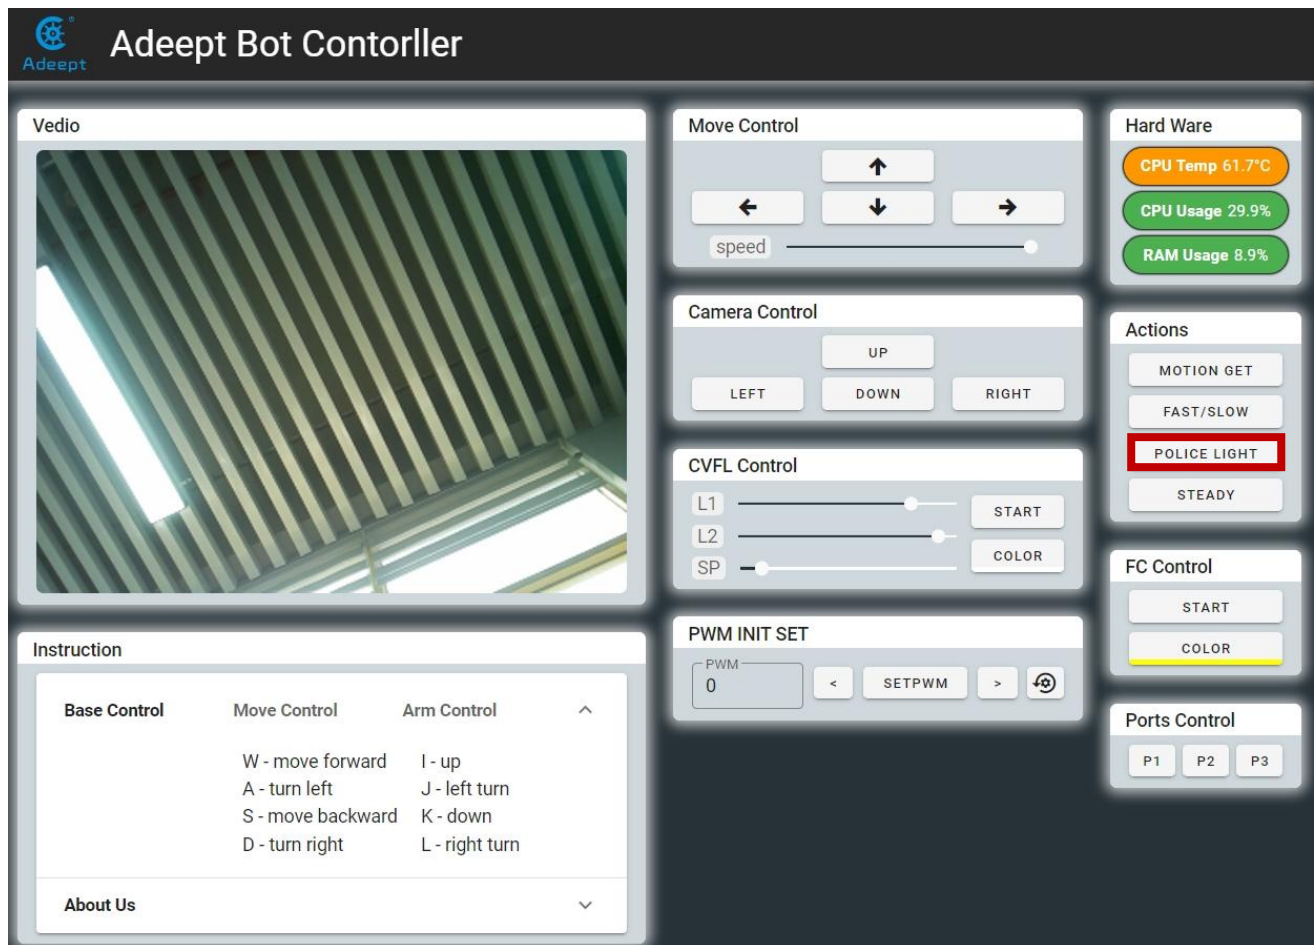 Adeept
Adeept Bot Contorller
Vedio
Move Control
speed
Camera Control
UP
LEFT DOWN RIGHT
CVFL Control
L1
START
L2
COLOR
SP
PWM INIT SET
PWM
0
< SETPWM >
Hard Ware
CPU Temp 61.7°C
CPU Usage 29.9%
RAM Usage 8.9%
Actions
MOTION GET
FAST/SLOW
POLICE LIGHT
STEADY
FC Control
START
COLOR
Ports Control
P1 P2 P3
Instruction
Base Control Move Control Arm Control
W - move forward I - up
A - turn left J - left turn
S - move backward K - down
D - turn right L - right turn
About Us